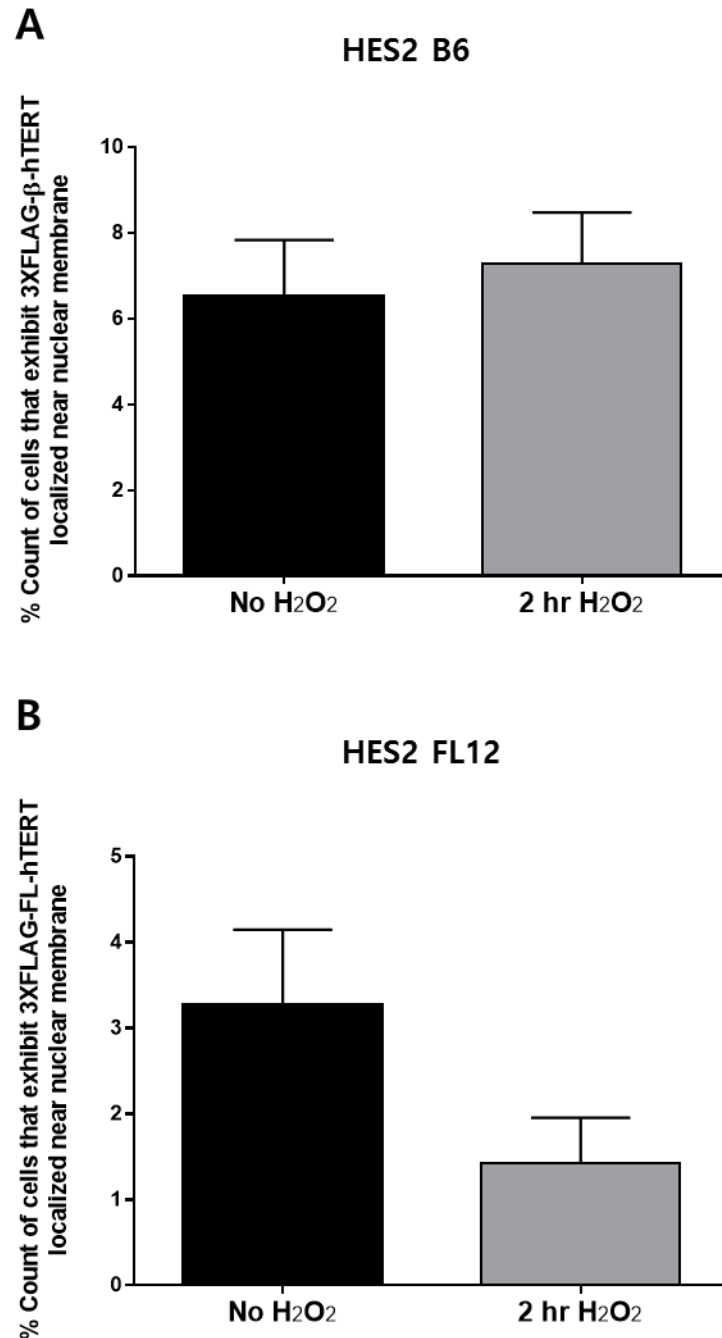 A
HES2 B6
% Count of cells that exhibit 3XFLAG-β-hTERT
localized near nuclear membrane
10
8
6
4
2
0
No H2O2
2 hr H2O2
B
HES2 FL12
% Count of cells that exhibit 3XFLAG-FL-hTERT
localized near nuclear membrane
5
4
3
2
1
0
No H2O2
2 hr H2O2